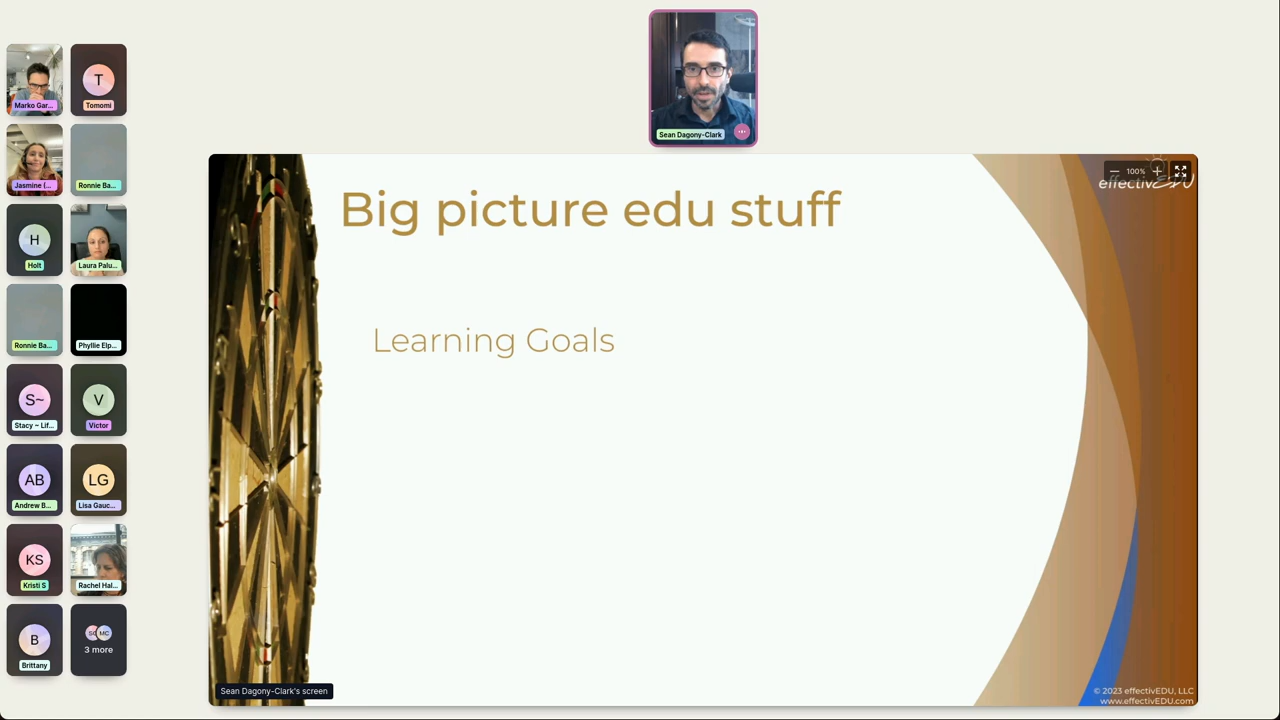 Marko Gar...
T
Tomomi
Jasmine (...
Ronnie Ba...
H
Holt
Laura Palu...
Ronnie Ba...
Phyllie Elp...
S~
Stacy ~ Lif...
V
Victor
AB
Andrew B...
LG
Lisa Gauc...
KS
Kristi S
Rachel Hal...
B
Brittany
MC
3 more
Sean Dagony-Clark
100%
effectivEDU
Big picture edu stuff
Learning Goals
Sean Dagony-Clark's screen
© 2023 effectivEDU, LLC
www.effectivEDU.com